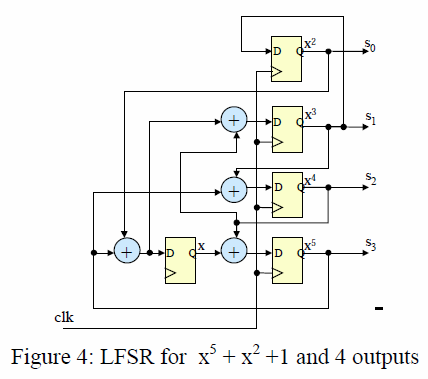 D Q x² s₀
+ D Q x³ s₁
+ D Q x⁴ s₂
+ D Q x + D Q x⁵ s₃
clk
Figure 4: LFSR for x⁵ + x² +1 and 4 outputs